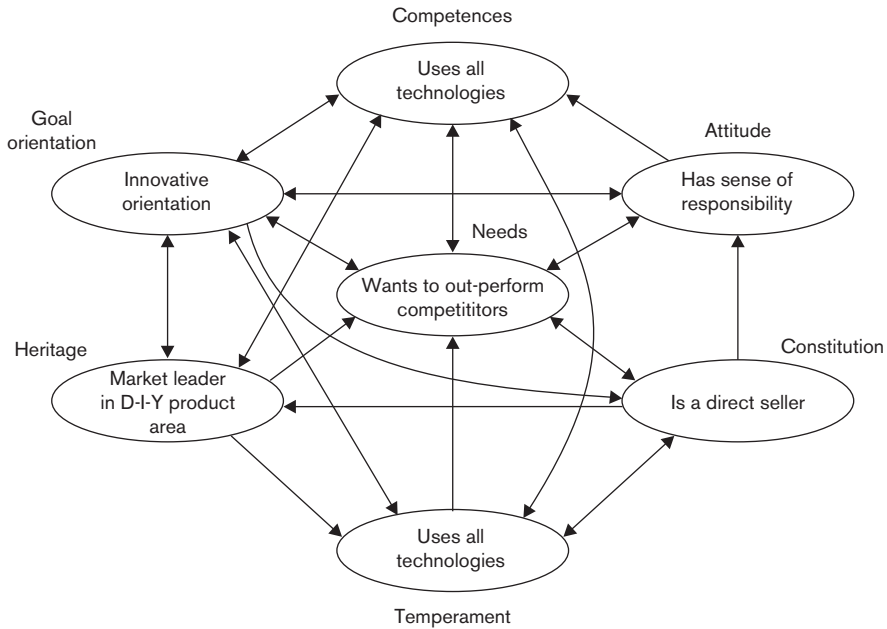 Competences
Uses all
technologies
Goal
orientation
Attitude
Innovative
orientation
Has sense of
responsibility
Needs
Wants to out-perform
competititors
Heritage
Constitution
Market leader
in D-I-Y product
area
Is a direct seller
Uses all
technologies
Temperament